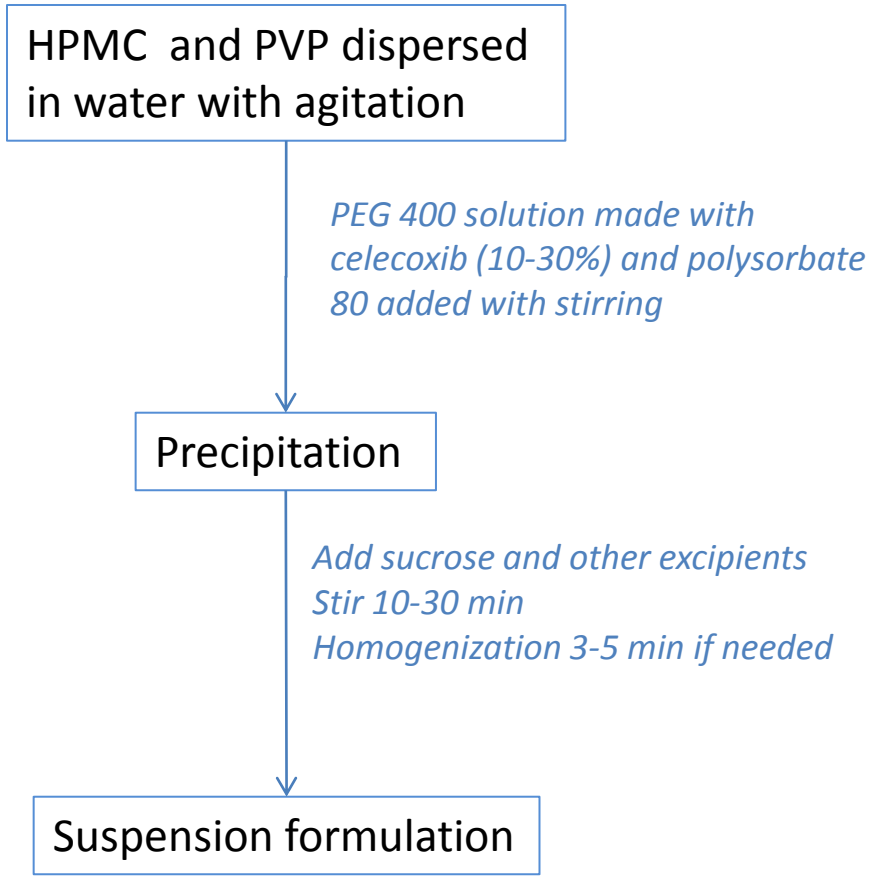 HPMC  and PVP dispersed
in water with agitation
PEG 400 solution made with
celecoxib (10-30%) and polysorbate
80 added with stirring
Precipitation
Add sucrose and other excipients
Stir 10-30 min
Homogenization 3-5 min if needed
Suspension formulation